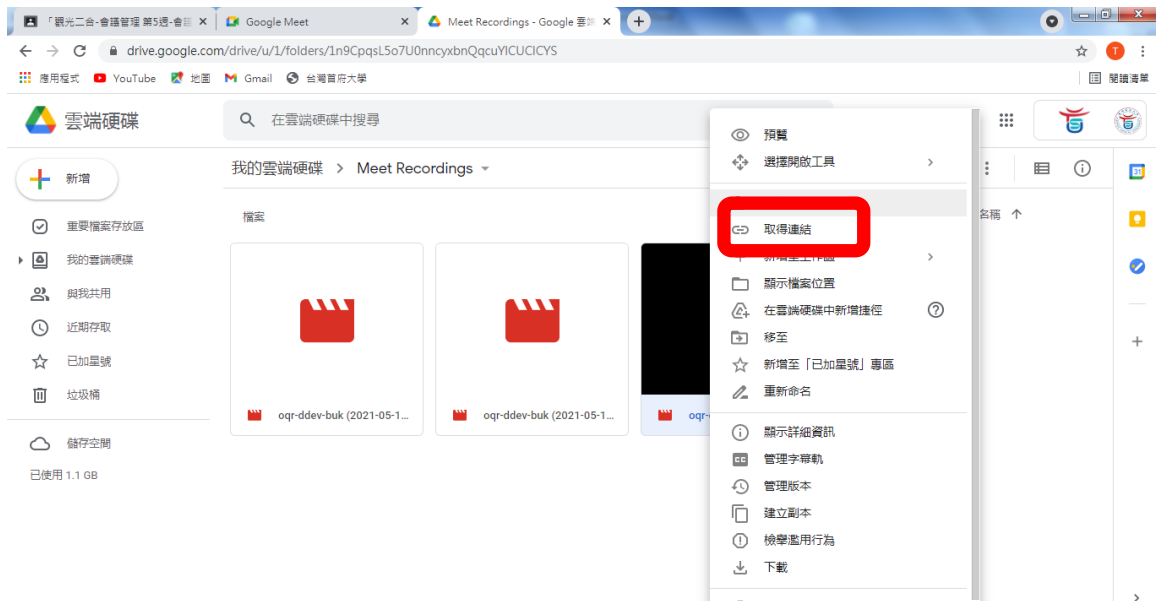 「觀光二合-會議管理 第5週-會議
Google Meet
Meet Recordings - Google 雲端
drive.google.com/drive/u/1/folders/1n9CpqsL5o7U0nncyxbnQqcuYICUCICYS
T
應用程式
YouTube
地圖
Gmail
台灣首府大學
閱讀清單
雲端硬碟
在雲端硬碟中搜尋
新增
我的雲端硬碟 > Meet Recordings
重要檔案存放區
我的雲端硬碟
與我共用
近期存取
已加星號
垃圾桶
儲存空間
已使用 1.1 GB
檔案
名稱
oqr-ddev-buk (2021-05-1...
oqr-ddev-buk (2021-05-1...
oqr-
預覽
選擇開啟工具
取得連結
新增至工作區
顯示檔案位置
在雲端硬碟中新增捷徑
移至
新增至「已加星號」專區
重新命名
顯示詳細資訊
CC 管理字幕軌
管理版本
建立副本
檢舉濫用行為
下載
31